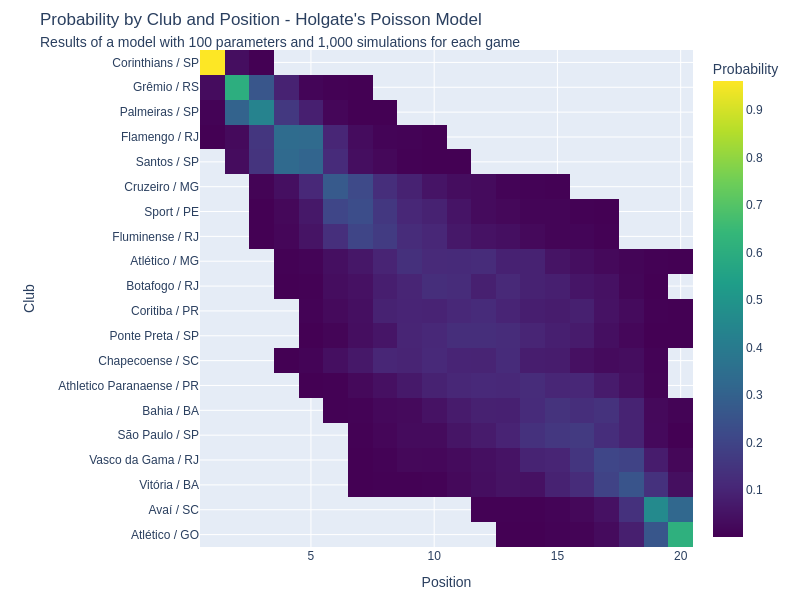 Probability by Club and Position - Holgate's Poisson Model
Results of a model with 100 parameters and 1,000 simulations for each game
Probability
Corinthians / SP
Grêmio / RS
Palmeiras / SP
Flamengo / RJ
Santos / SP
Cruzeiro / MG
Sport / PE
Fluminense / RJ
Atlético / MG
Botafogo / RJ
Coritiba / PR
Ponte Preta / SP
Chapecoense / SC
Athletico Paranaense / PR
Bahia / BA
São Paulo / SP
Vasco da Gama / RJ
Vitória / BA
Avaí / SC
Atlético / GO
Club
5
10
15
20
Position
0.9
0.8
0.7
0.6
0.5
0.4
0.3
0.2
0.1